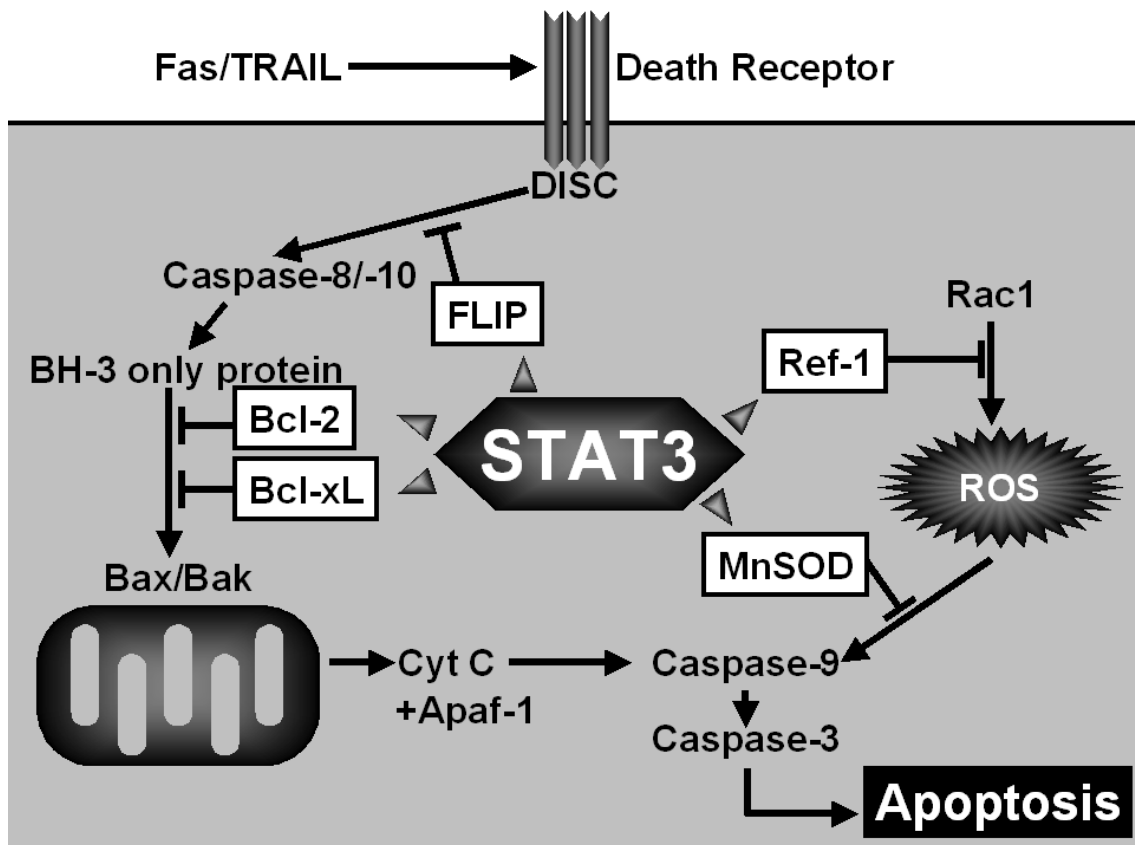 Fas/TRAIL
Death Receptor
DISC
Caspase-8/-10
FLIP
Rac1
BH-3 only protein
Ref-1
Bcl-2
STAT3
Bcl-xL
ROS
MnSOD
Bax/Bak
Cyt C
+Apaf-1
Caspase-9
Caspase-3
Apoptosis